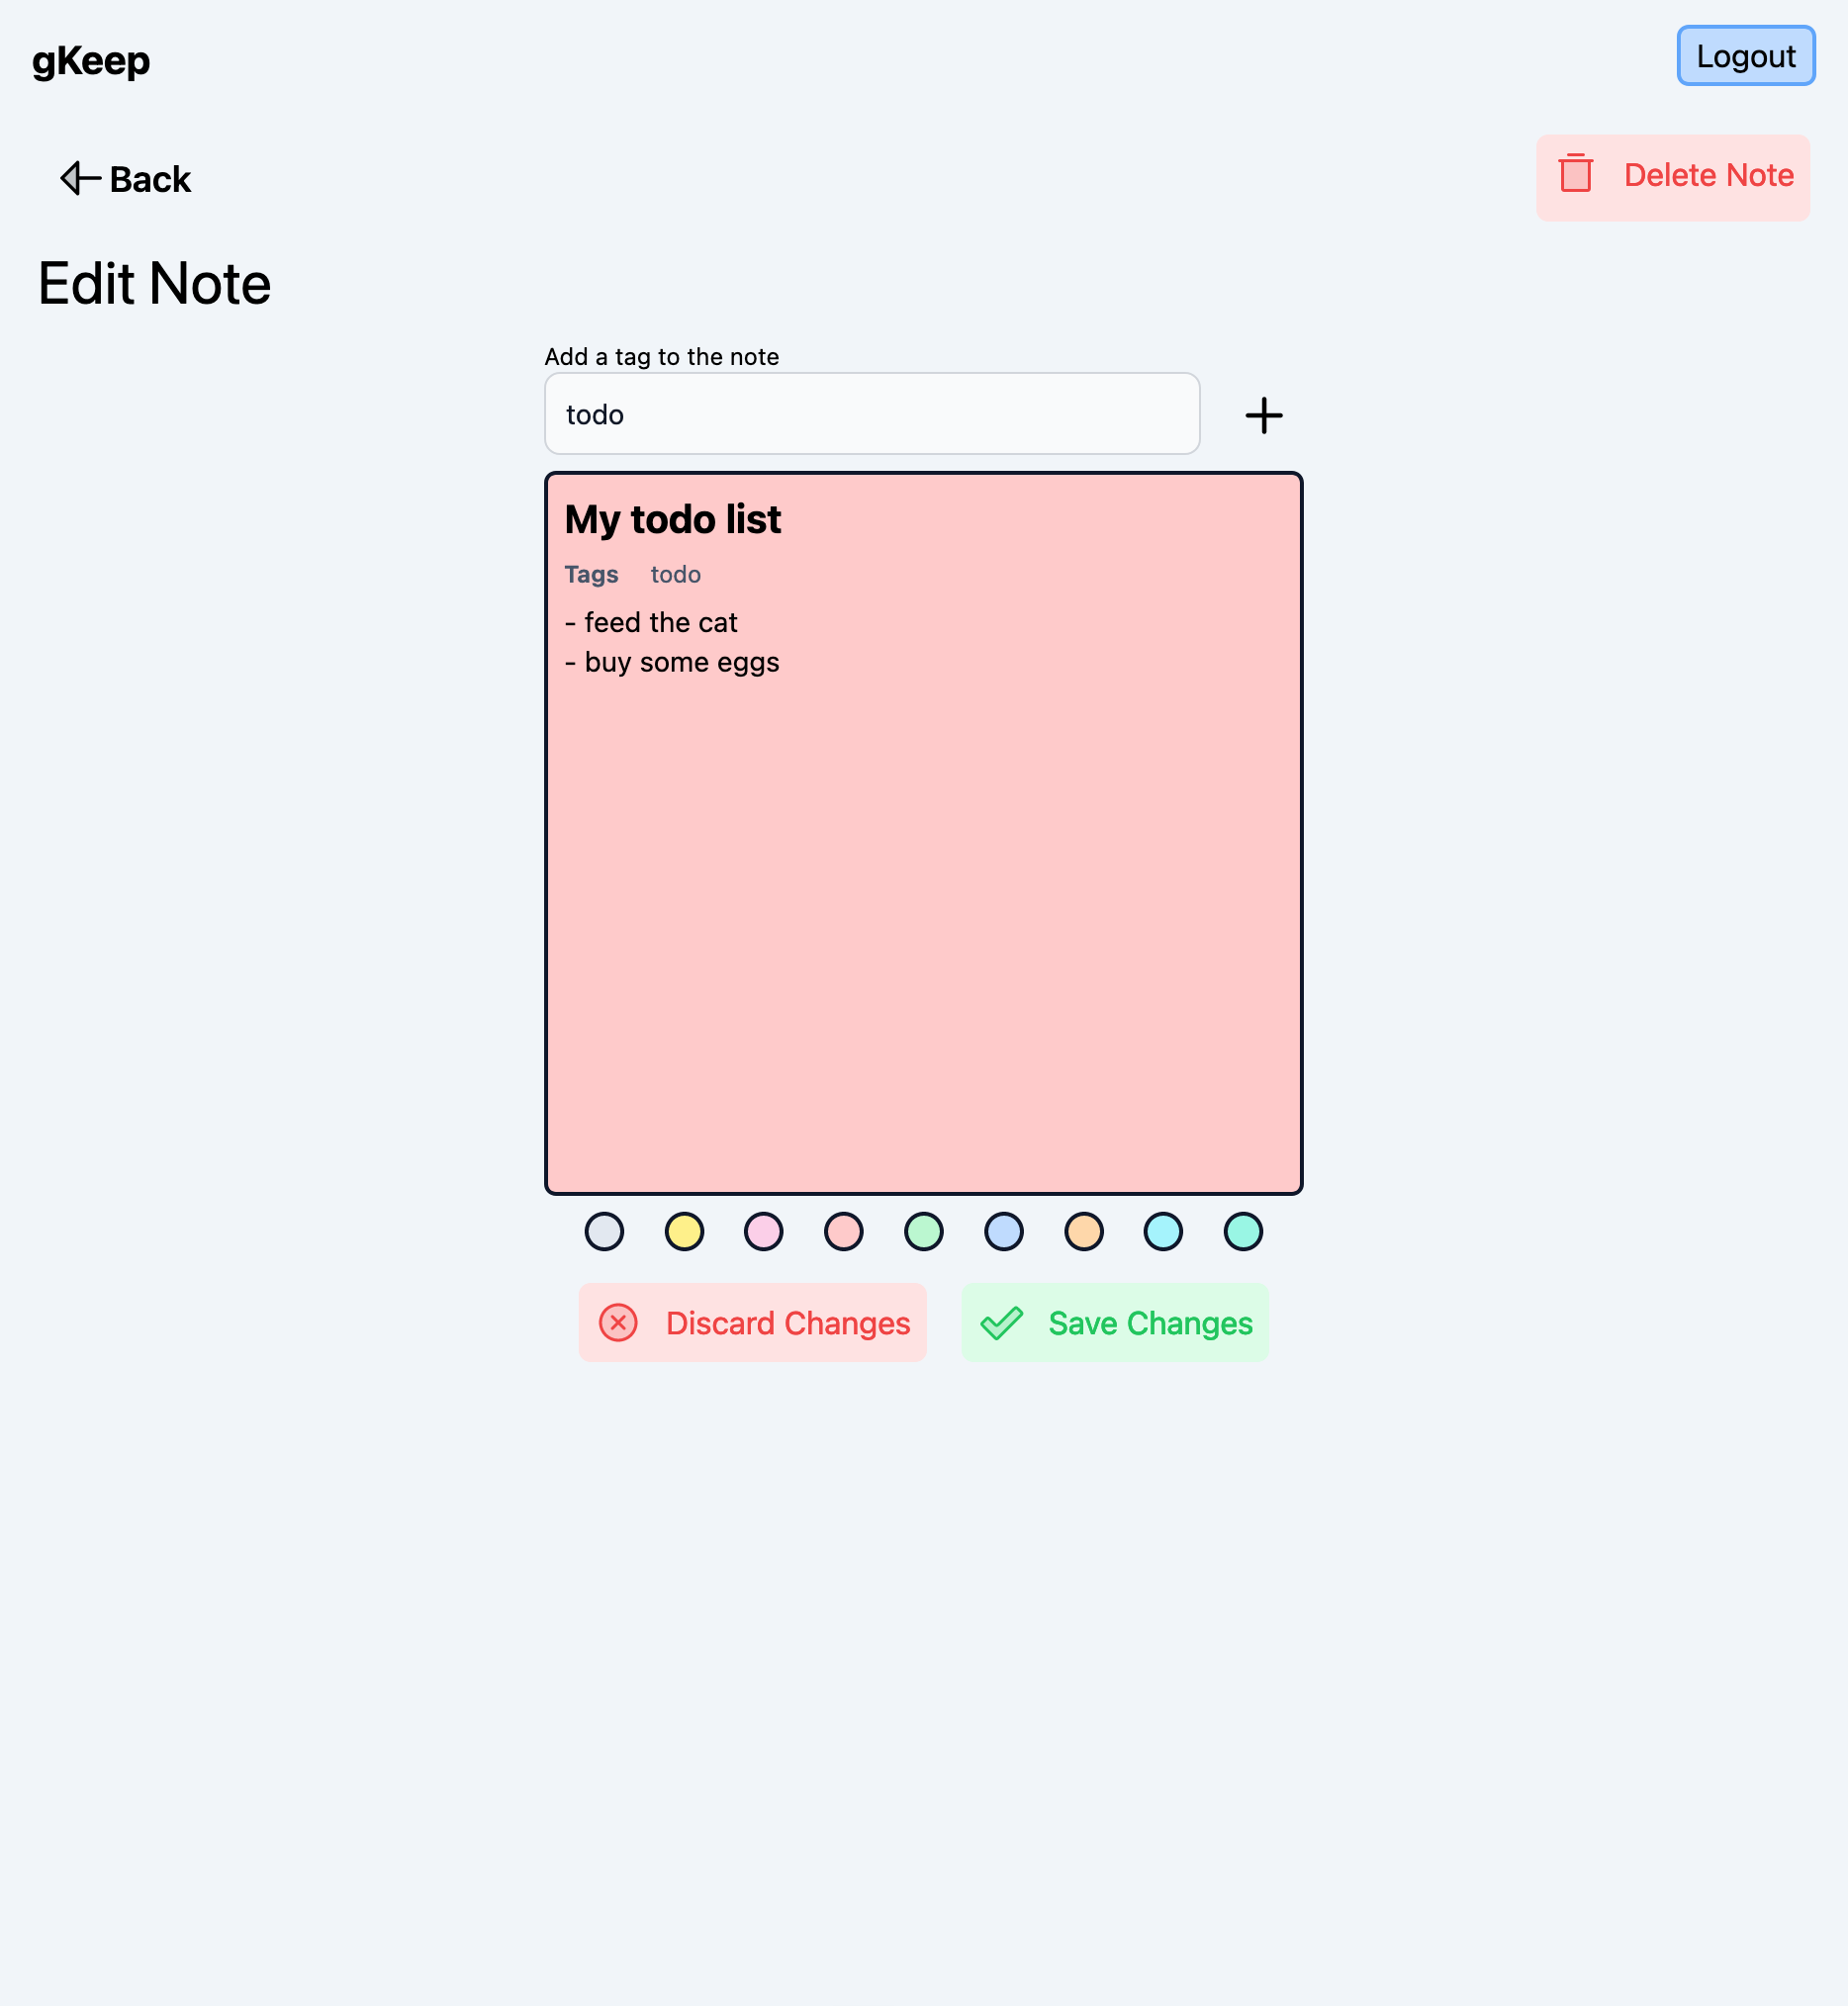 gKeep
Logout
Back
Delete Note
Edit Note
Add a tag to the note
todo
My todo list
Tags todo
- feed the cat
- buy some eggs
Discard Changes
Save Changes